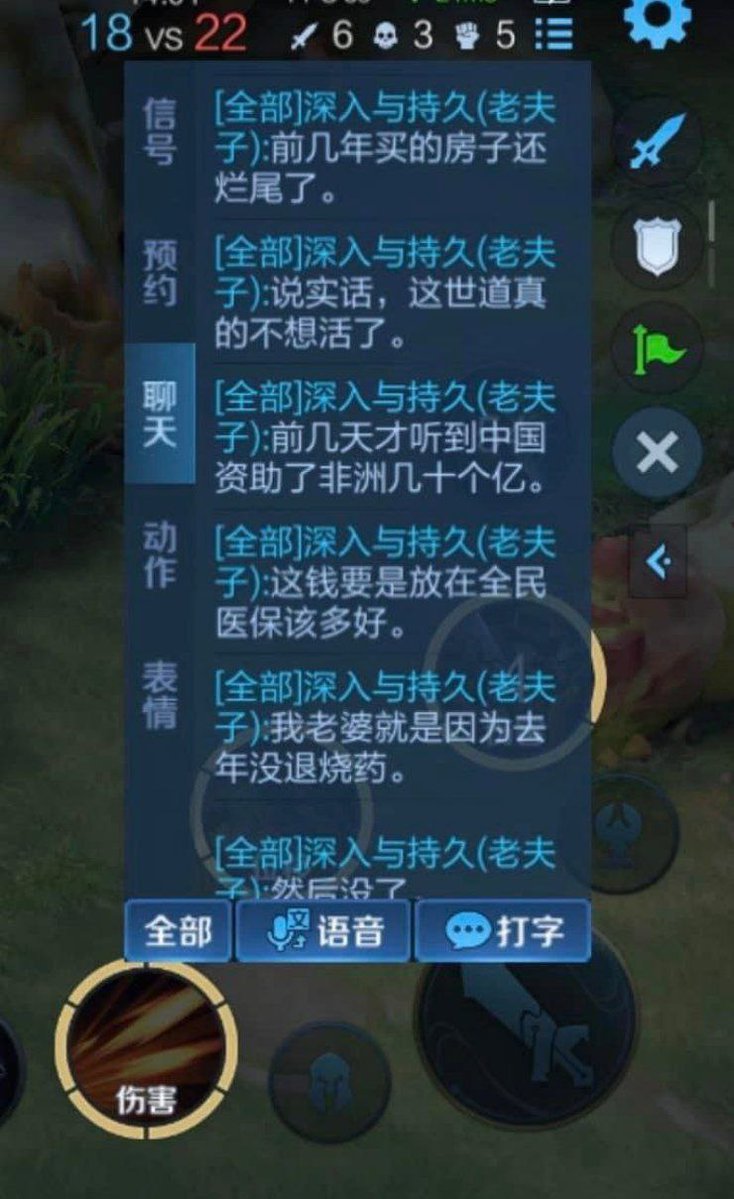 18 vs 22 6 3 5
信号
预约
聊天
动作
表情
[全部]深入与持久(老夫
子):前几年买的房子还
烂尾了。
[全部]深入与持久(老夫
子):说实话，这世道真
的不想活了。
[全部]深入与持久(老夫
子):前几天才听到中国
资助了非洲几十个亿。
[全部]深入与持久(老夫
子):这钱要是放在全民
医保该多好。
[全部]深入与持久(老夫
子):我老婆就是因为去
年没退烧药。
[全部]深入与持久(老夫
子):然后没了
全部 语音 打字
伤害